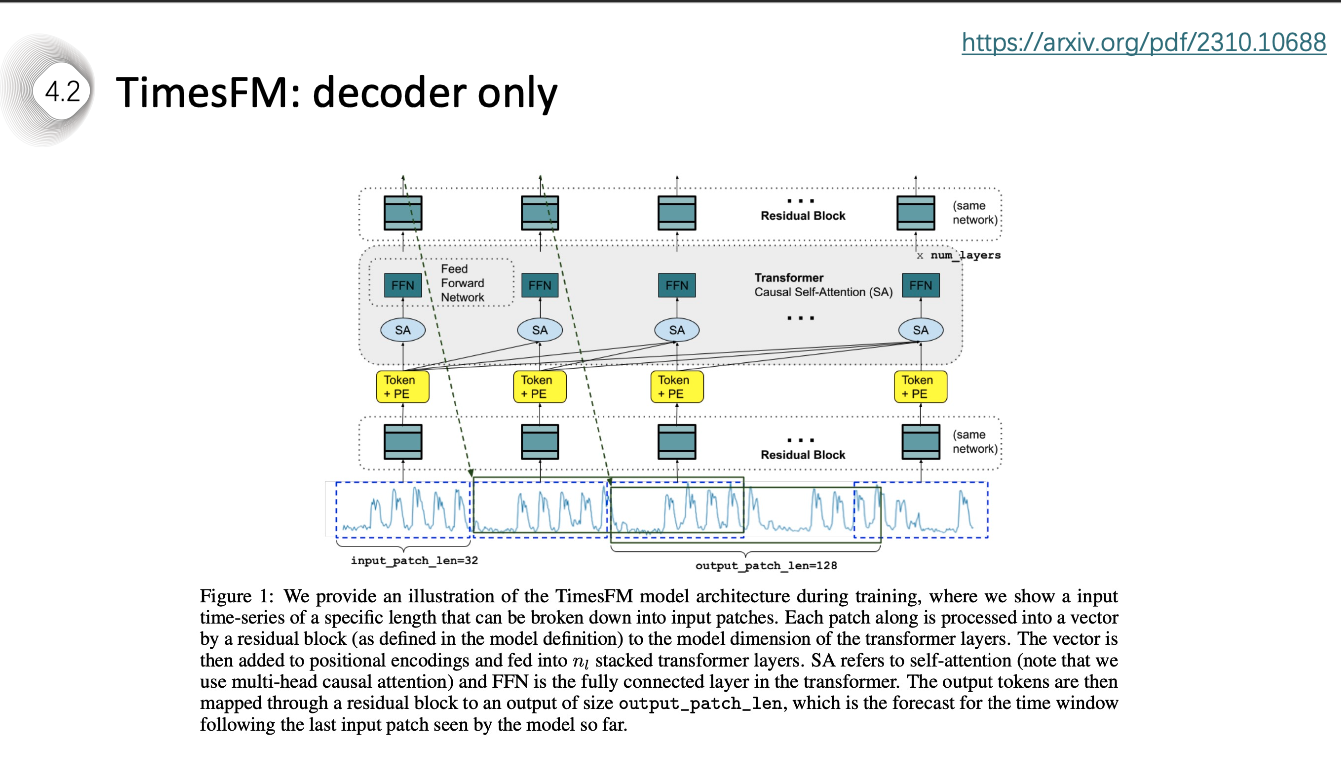 https://arxiv.org/pdf/2310.10688
4.2
TimesFM: decoder only
...
Residual Block
(same
network)
x num_layers
Feed
Forward
Network
FFN
FFN
FFN
Transformer
Causal Self-Attention (SA)
...
FFN
SA
SA
SA
SA
Token
+ PE
Token
+ PE
Token
+ PE
Token
+ PE
...
Residual Block
(same
network)
input_patch_len=32
output_patch_len=128
Figure 1: We provide an illustration of the TimesFM model architecture during training, where we show a input
time-series of a specific length that can be broken down into input patches. Each patch along is processed into a vector
by a residual block (as defined in the model definition) to the model dimension of the transformer layers. The vector is
then added to positional encodings and fed into nₗ stacked transformer layers. SA refers to self-attention (note that we
use multi-head causal attention) and FFN is the fully connected layer in the transformer. The output tokens are then
mapped through a residual block to an output of size output_patch_len, which is the forecast for the time window
following the last input patch seen by the model so far.